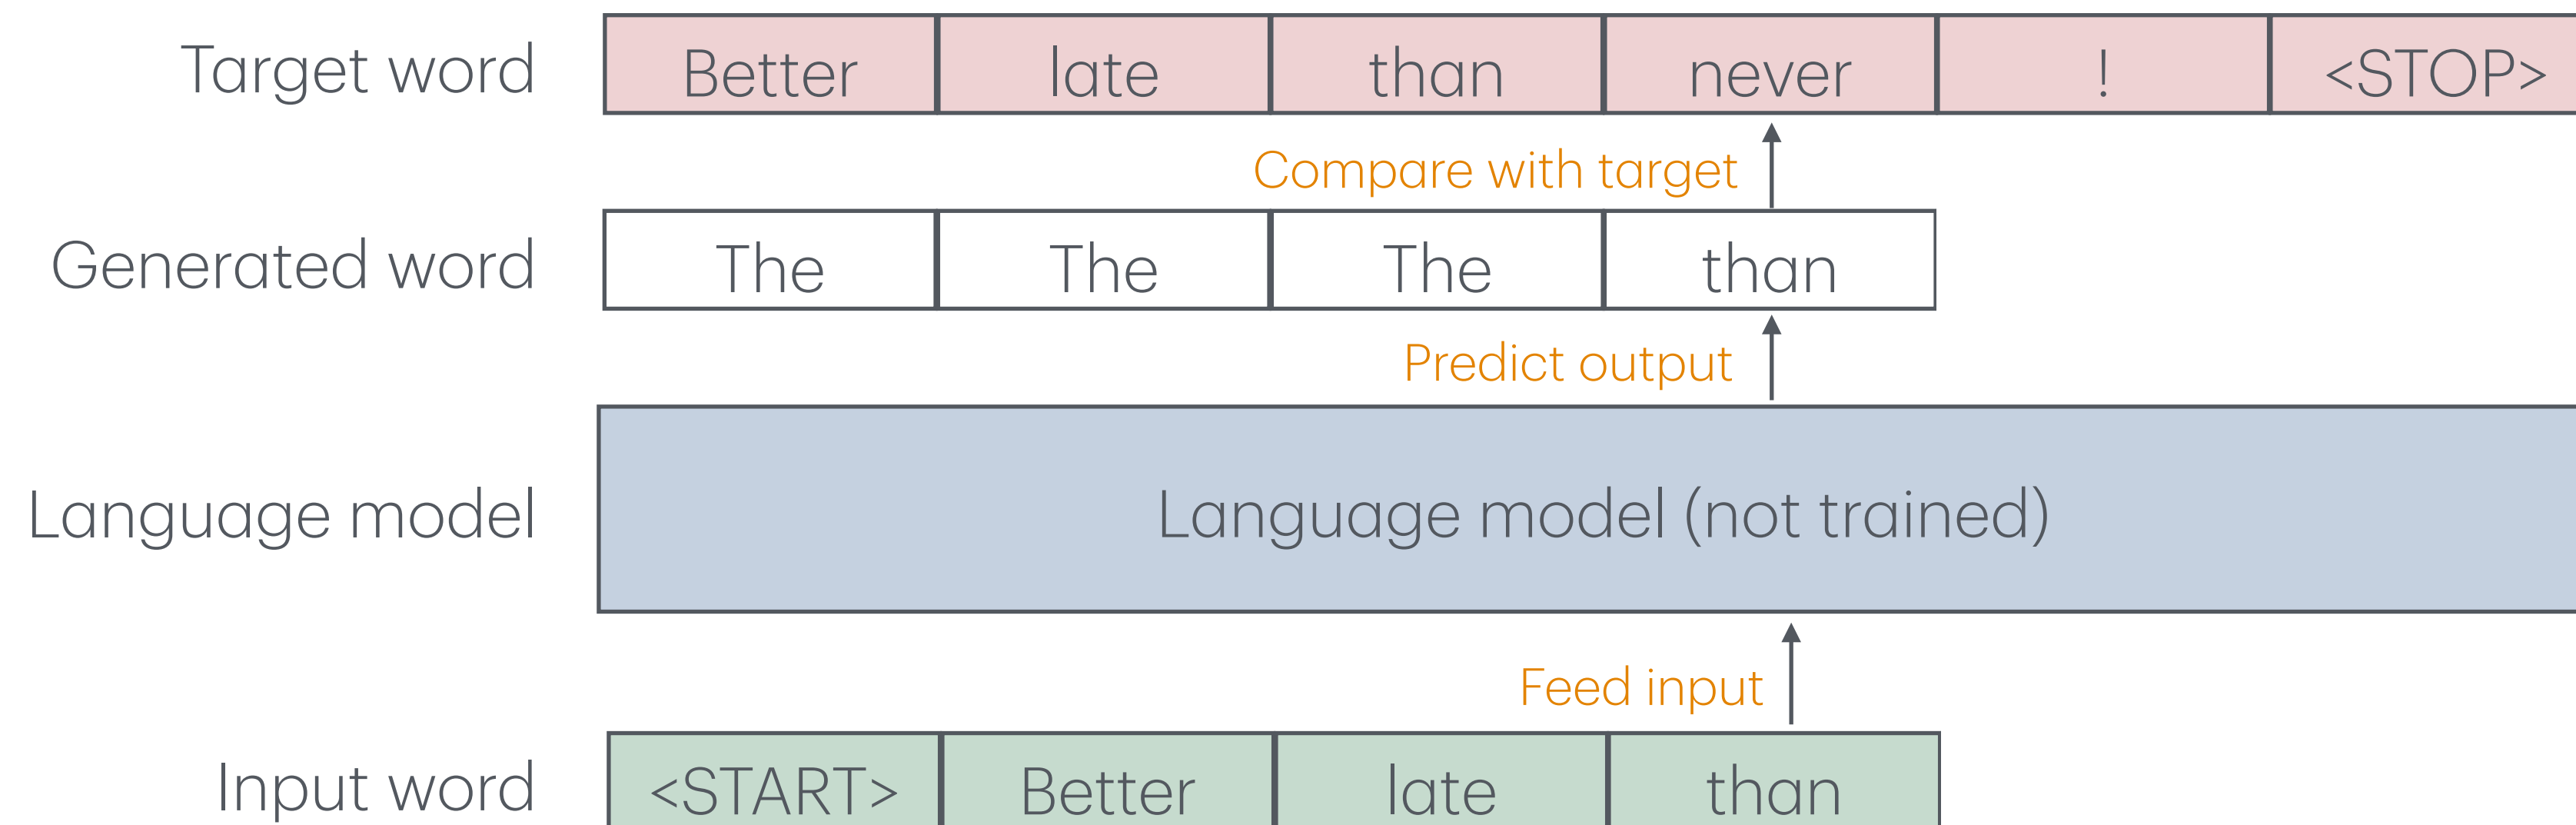 Target word Better late than never ! <STOP>
Compare with target
Generated word The The The than
Predict output
Language model Language model (not trained)
Feed input
Input word <START> Better late than